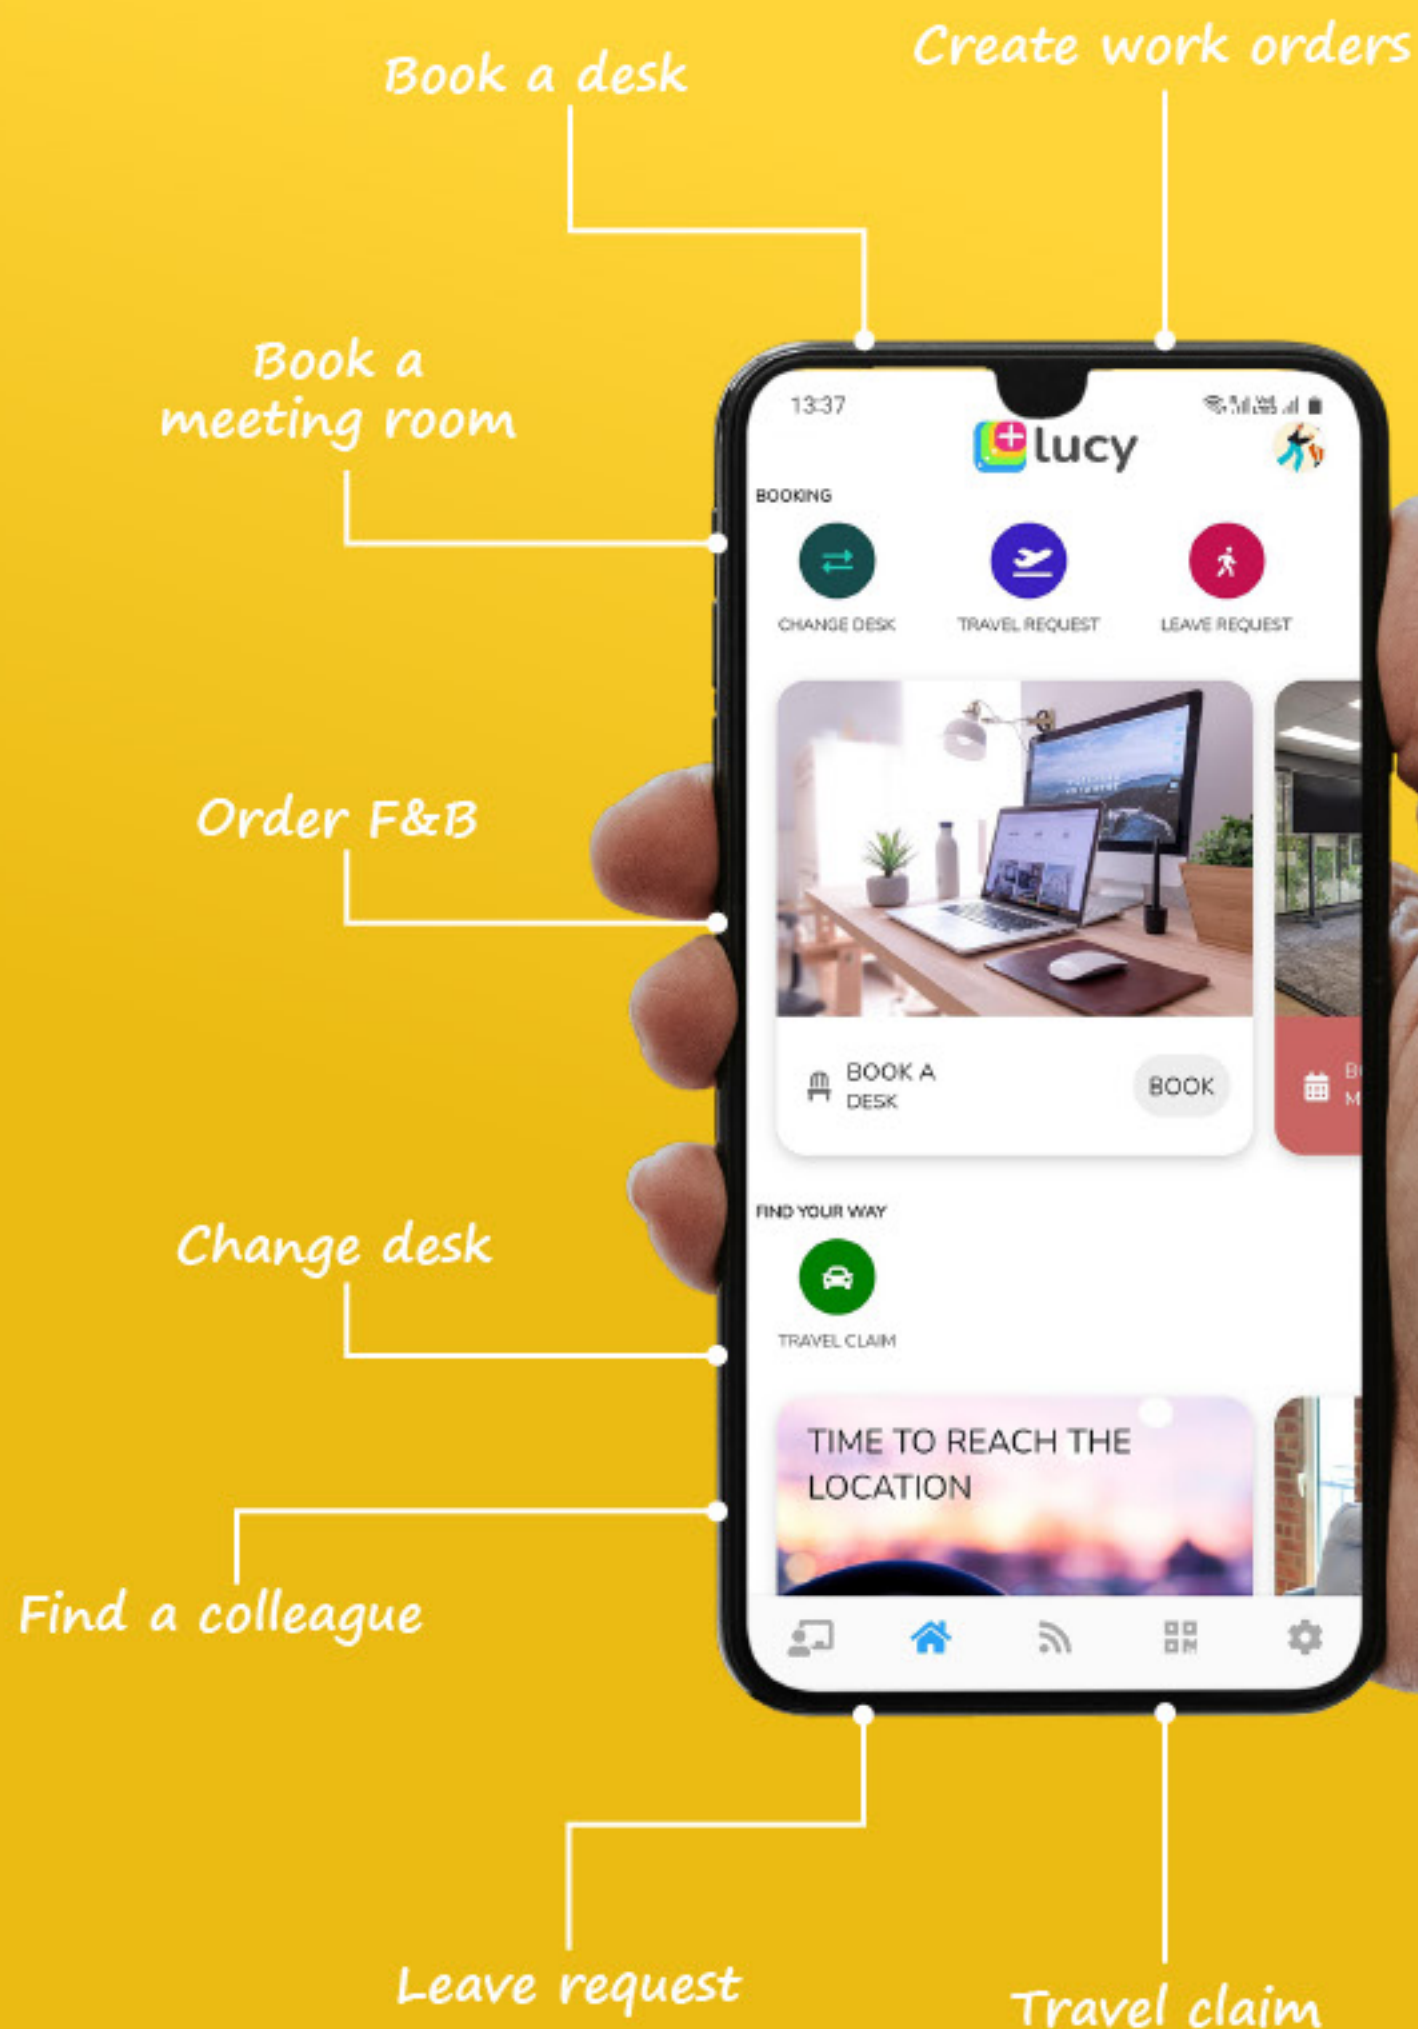 Create work orders
Book a desk
Book a
meeting room
Order F&B
Change desk
Find a colleague
Leave request
Travel claim
13:37
lucy
BOOKING
CHANGE DESK
TRAVEL REQUEST
LEAVE REQUEST
BOOK A
DESK
BOOK
FIND YOUR WAY
TRAVEL CLAIM
TIME TO REACH THE
LOCATION